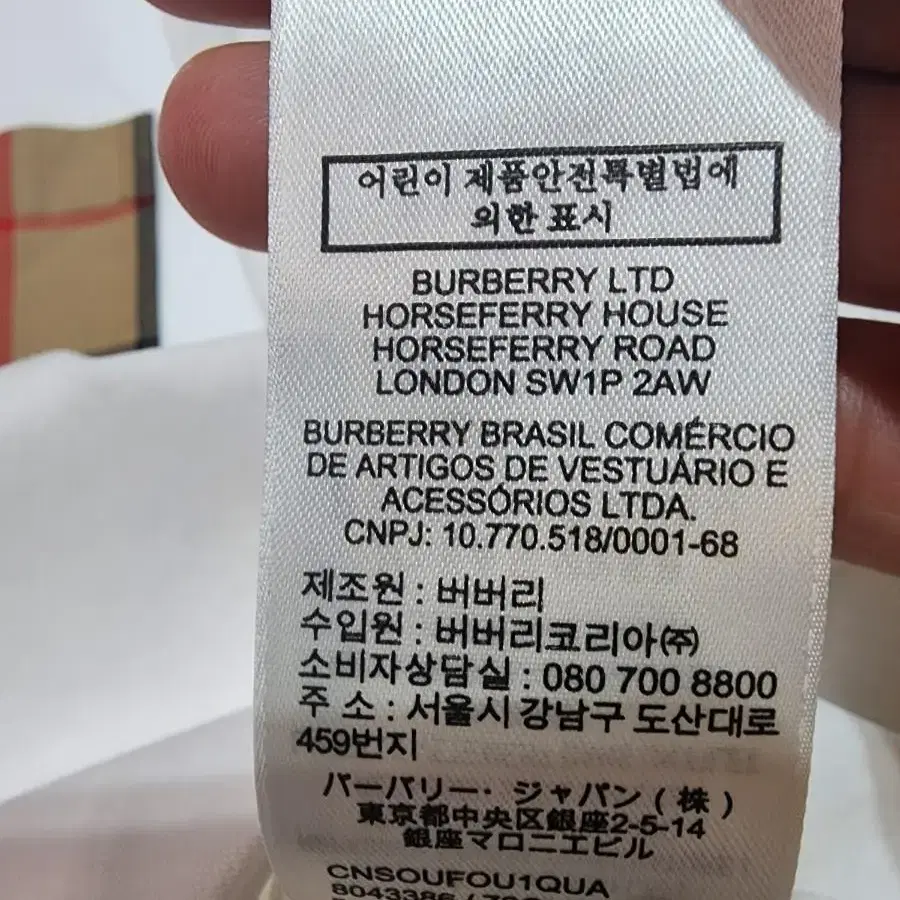 어린이 제품안전특별법에
의한 표시
BURBERRY LTD
HORSEFERRY HOUSE
HORSEFERRY ROAD
LONDON SW1P 2AW
BURBERRY BRASIL COMÉRCIO
DE ARTIGOS DE VESTUÁRIO E
ACESSÓRIOS LTDA.
CNPJ: 10.770.518/0001-68
제조원 : 버버리
수입원 : 버버리코리아㈜
소비자상담실 : 080 700 8800
주 소 : 서울시 강남구 도산대로
459번지
バーバリー· ジャパン ( 株 )
東京都中央区銀座2-5-14
銀座マロニエビル
CNSOUFOU1QUA
8043386 /